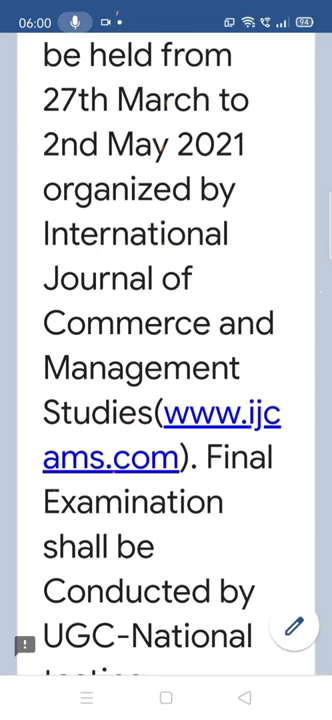 06:00
94
be held from
27th March to
2nd May 2021
organized by
International
Journal of
Commerce and
Management
Studies(www.ijc
ams.com). Final
Examination
shall be
Conducted by
UGC-National